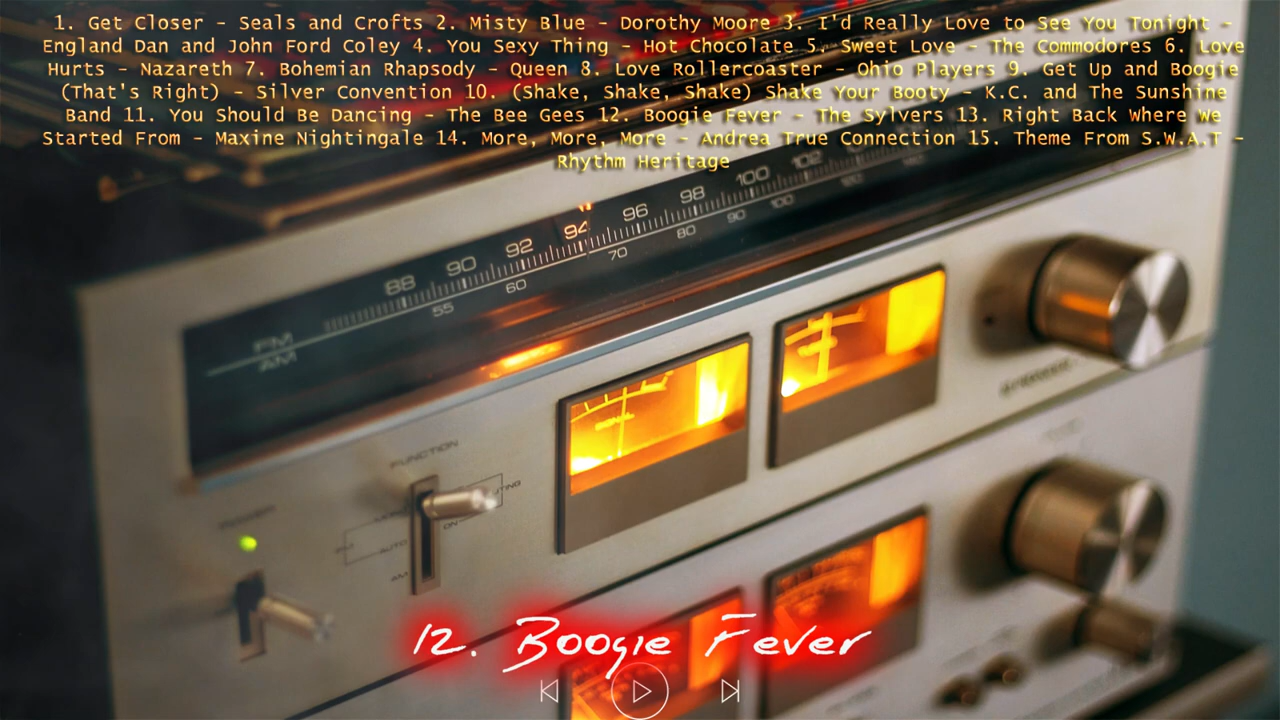 1. Get Closer - Seals and Crofts 2. Misty Blue - Dorothy Moore 3. I'd Really Love to See You Tonight -
England Dan and John Ford Coley 4. You Sexy Thing - Hot Chocolate 5. Sweet Love - The Commodores 6. Love
Hurts - Nazareth 7. Bohemian Rhapsody - Queen 8. Love Rollercoaster - Ohio Players 9. Get Up and Boogie
(That's Right) - Silver Convention 10. (Shake, Shake, Shake) Shake Your Booty - K.C. and The Sunshine
Band 11. You Should Be Dancing - The Bee Gees 12. Boogie Fever - The Sylvers 13. Right Back Where We
Started From - Maxine Nightingale 14. More, More, More - Andrea True Connection 15. Theme From S.W.A.T -
Rhythm Heritage
88 90 92 94 96 98 100 102
55 60 70 80 90 100
FM
AM
FUNCTION
ON
AUTO
AM
12. Boogie Fever